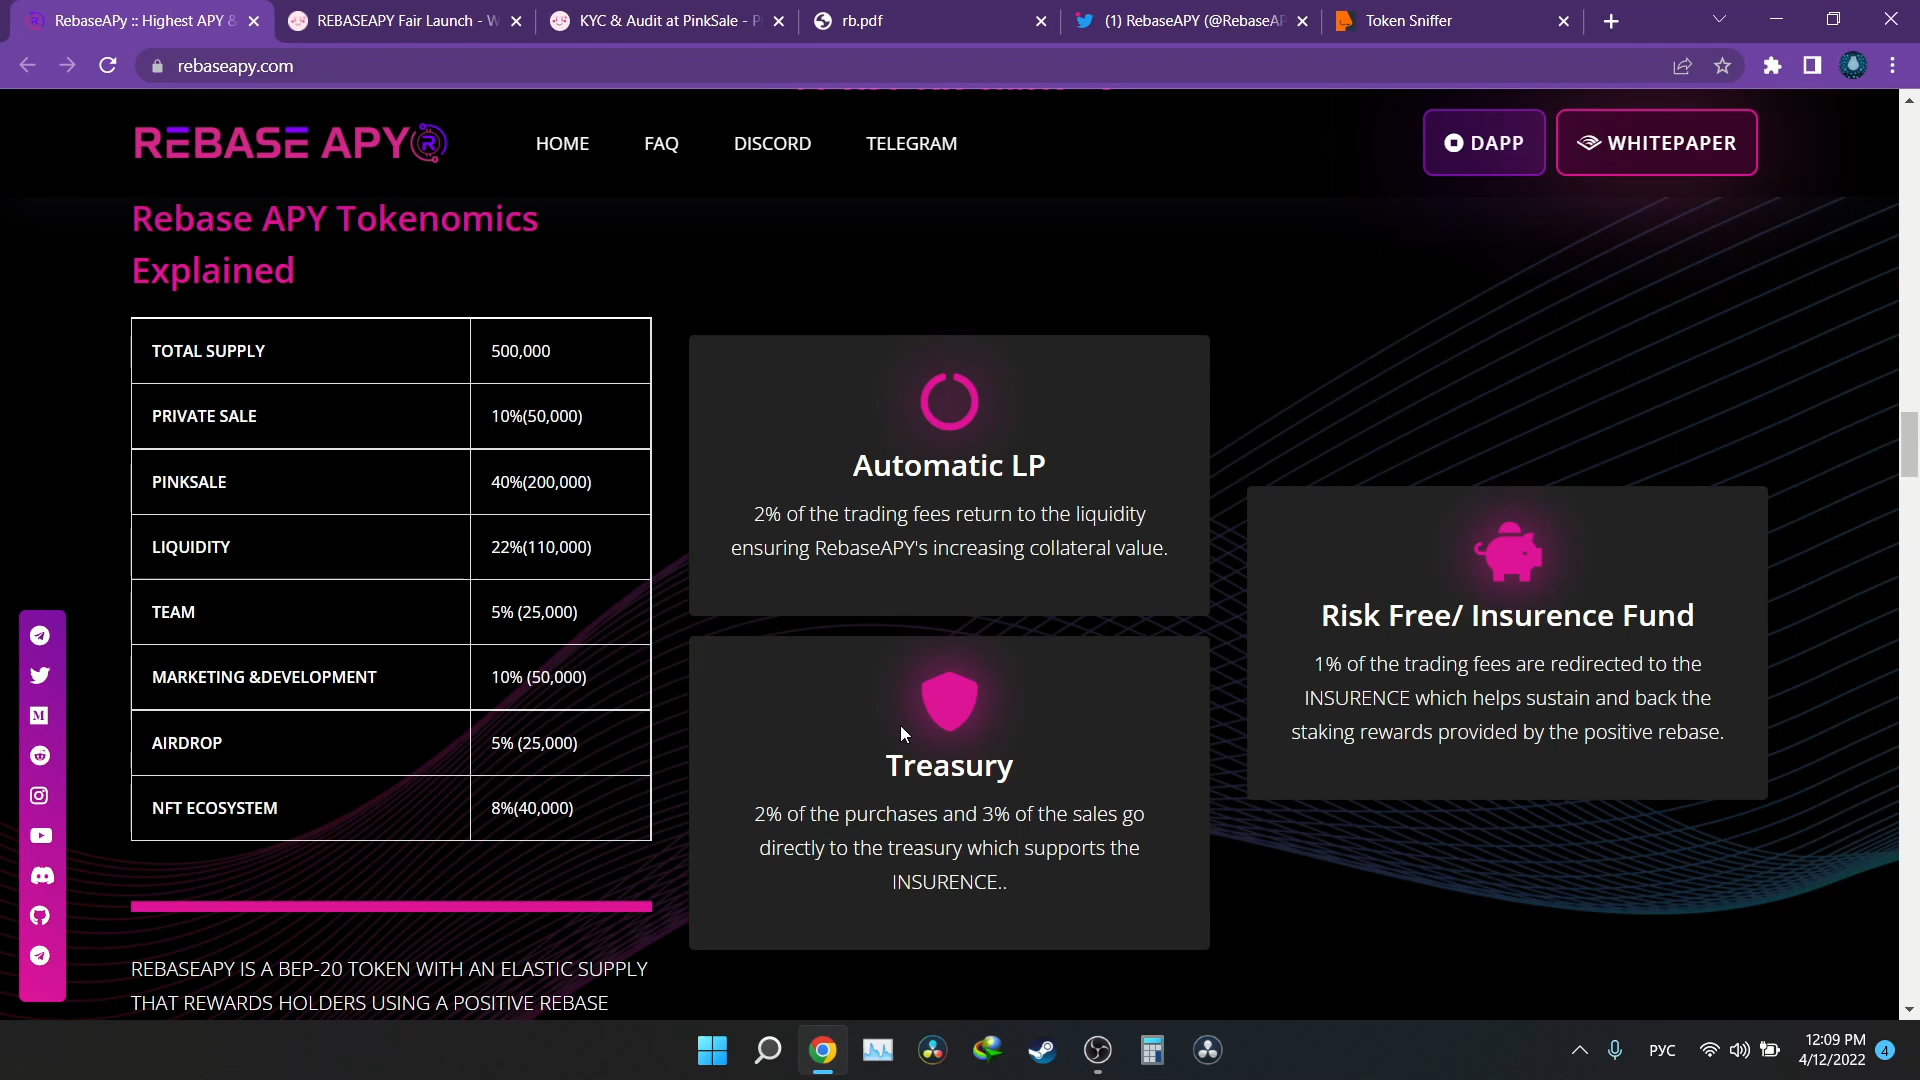 RebaseAPy :: Highest APY &
REBASEAPY Fair Launch - W
KYC & Audit at PinkSale - P
rb.pdf
(1) RebaseAPY (@RebaseAP
Token Sniffer
rebaseapy.com
REBASE APY
HOME
FAQ
DISCORD
TELEGRAM
DAPP
WHITEPAPER
Rebase APY Tokenomics
Explained
TOTAL SUPPLY 500,000
PRIVATE SALE 10%(50,000)
PINKSALE 40%(200,000)
LIQUIDITY 22%(110,000)
TEAM 5% (25,000)
MARKETING &DEVELOPMENT 10% (50,000)
AIRDROP 5% (25,000)
NFT ECOSYSTEM 8%(40,000)
REBASEAPY IS A BEP-20 TOKEN WITH AN ELASTIC SUPPLY
THAT REWARDS HOLDERS USING A POSITIVE REBASE
Automatic LP
2% of the trading fees return to the liquidity
ensuring RebaseAPY's increasing collateral value.
Treasury
2% of the purchases and 3% of the sales go
directly to the treasury which supports the
INSURENCE..
Risk Free/ Insurence Fund
1% of the trading fees are redirected to the
INSURENCE which helps sustain and back the
staking rewards provided by the positive rebase.
РУС
12:09 PM
4/12/2022
4